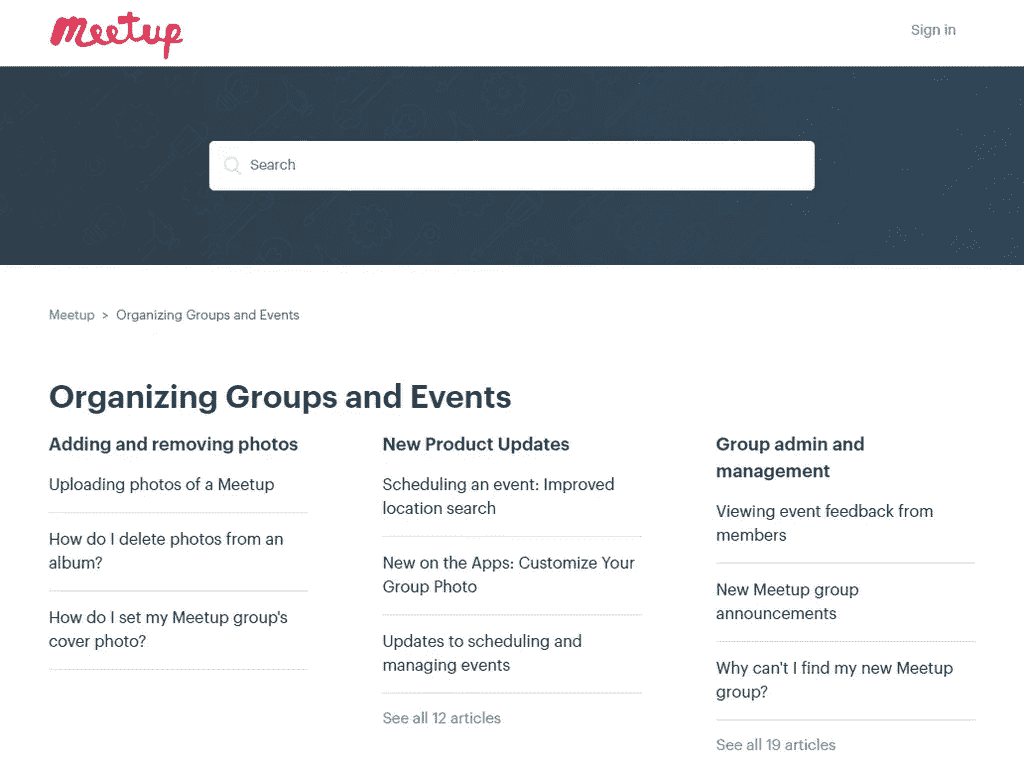 Meetup
Sign in
Search
Meetup > Organizing Groups and Events
Organizing Groups and Events
Adding and removing photos
Uploading photos of a Meetup
How do I delete photos from an
album?
How do I set my Meetup group's
cover photo?
New Product Updates
Scheduling an event: Improved
location search
New on the Apps: Customize Your
Group Photo
Updates to scheduling and
managing events
See all 12 articles
Group admin and
management
Viewing event feedback from
members
New Meetup group
announcements
Why can't I find my new Meetup
group?
See all 19 articles